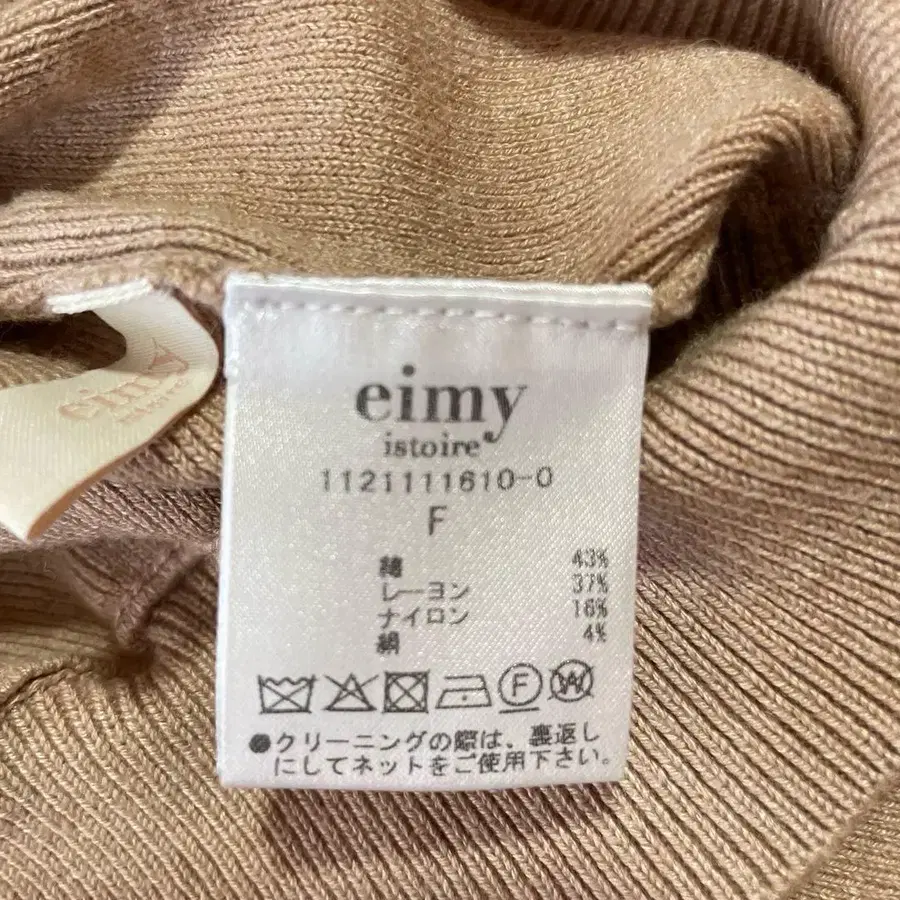 eimy
eimy
istoire
1121111610-0
F
綿 43%
レーヨン 37%
ナイロン 16%
絹 4%
F
W
●クリーニングの際は、裏返し
にしてネットをご使用下さい。